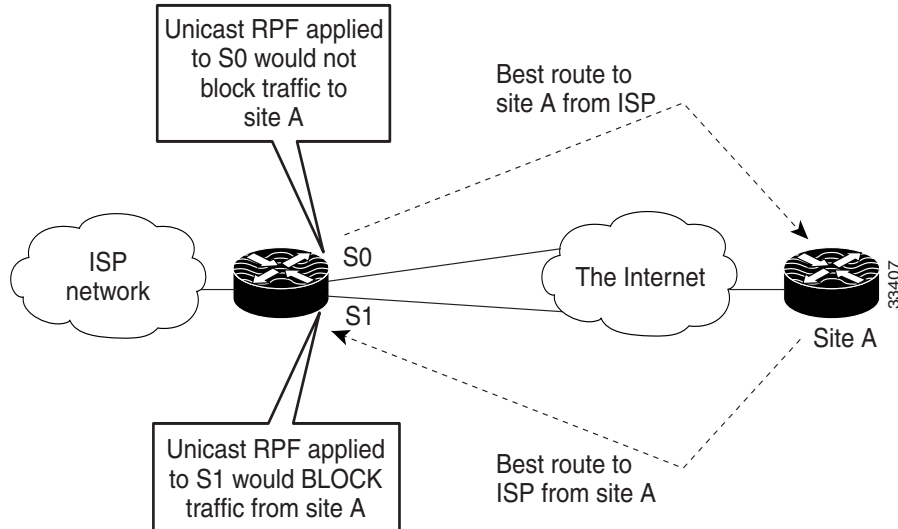 Unicast RPF applied
to S0 would not
block traffic to
site A
Best route to
site A from ISP
ISP
network
S0
S1
The Internet
Site A
33407
Unicast RPF applied
to S1 would BLOCK
traffic from site A
Best route to
ISP from site A